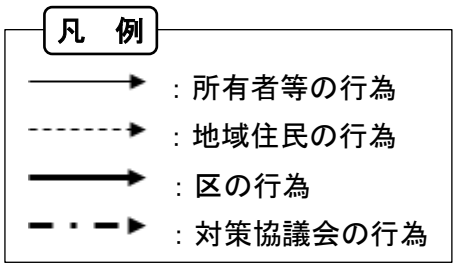 凡　例
：所有者等の行為
：地域住民の行為
：区の行為
：対策協議会の行為